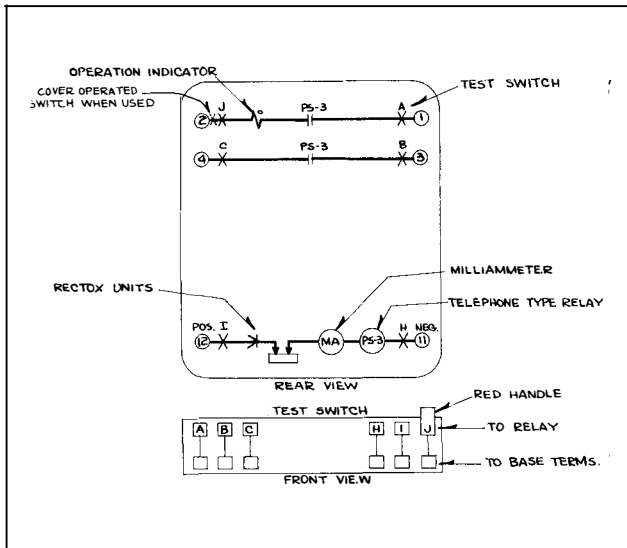 OPERATION INDICATOR
COVER OPERATED
SWITCH WHEN USED
TEST SWITCH
J PS-3 A
2 1
C PS-3 B
4 3
RECTOX UNITS
MILLIAMMETER
TELEPHONE TYPE RELAY
POS. I H NEG.
12 MA PS-3 11
REAR VIEW
TEST SWITCH
RED HANDLE
A B C H I J
TO RELAY
TO BASE TERMS.
FRONT VIEW